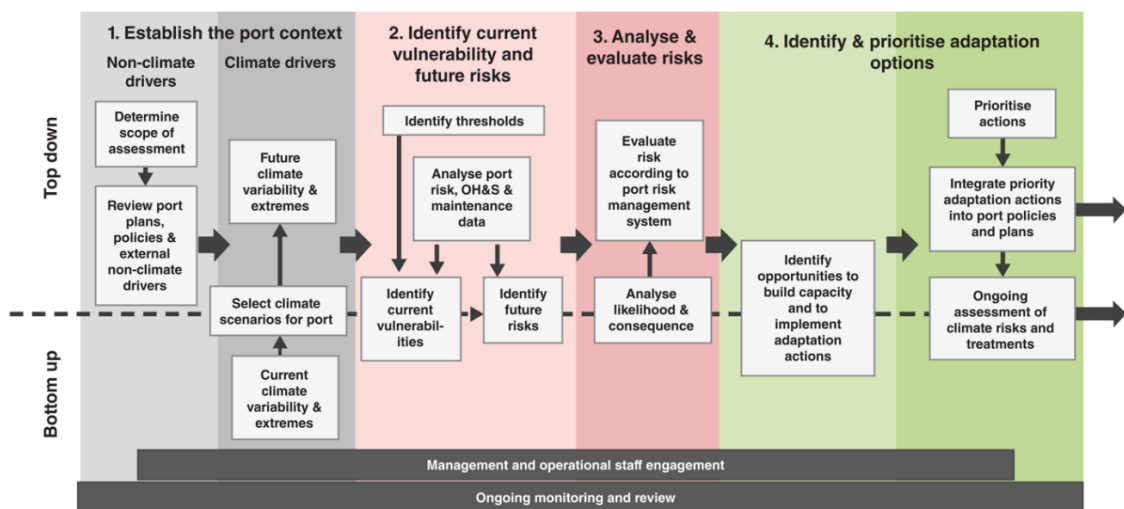 1. Establish the port context
Non-climate
drivers
Climate drivers
2. Identify current
vulnerability and
future risks
3. Analyse &
evaluate risks
4. Identify & prioritise adaptation
options
Top down
Bottom up
Determine
scope of
assessment
Review port
plans,
policies &
external
non-climate
drivers
Future
climate
variability &
extremes
Select climate
scenarios for port
Current
climate
variability &
extremes
Identify thresholds
Analyse port
risk, OH&S &
maintenance
data
Identify
current
vulnerabil-
ities
Identify
future
risks
Evaluate
risk
according to
port risk
management
system
Analyse
likelihood &
consequence
Identify
opportunities to
build capacity
and to
implement
adaptation
actions
Prioritise
actions
Integrate priority
adaptation actions
into port policies
and plans
Ongoing
assessment of
climate risks and
treatments
Management and operational staff engagement
Ongoing monitoring and review